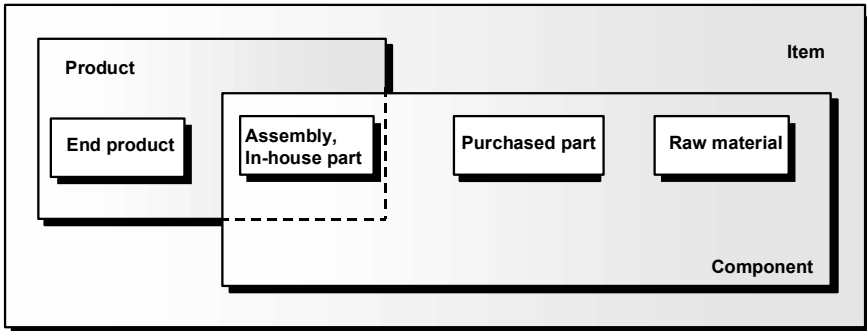 Item
Product
End product
Assembly,
In-house part
Purchased part
Raw material
Component